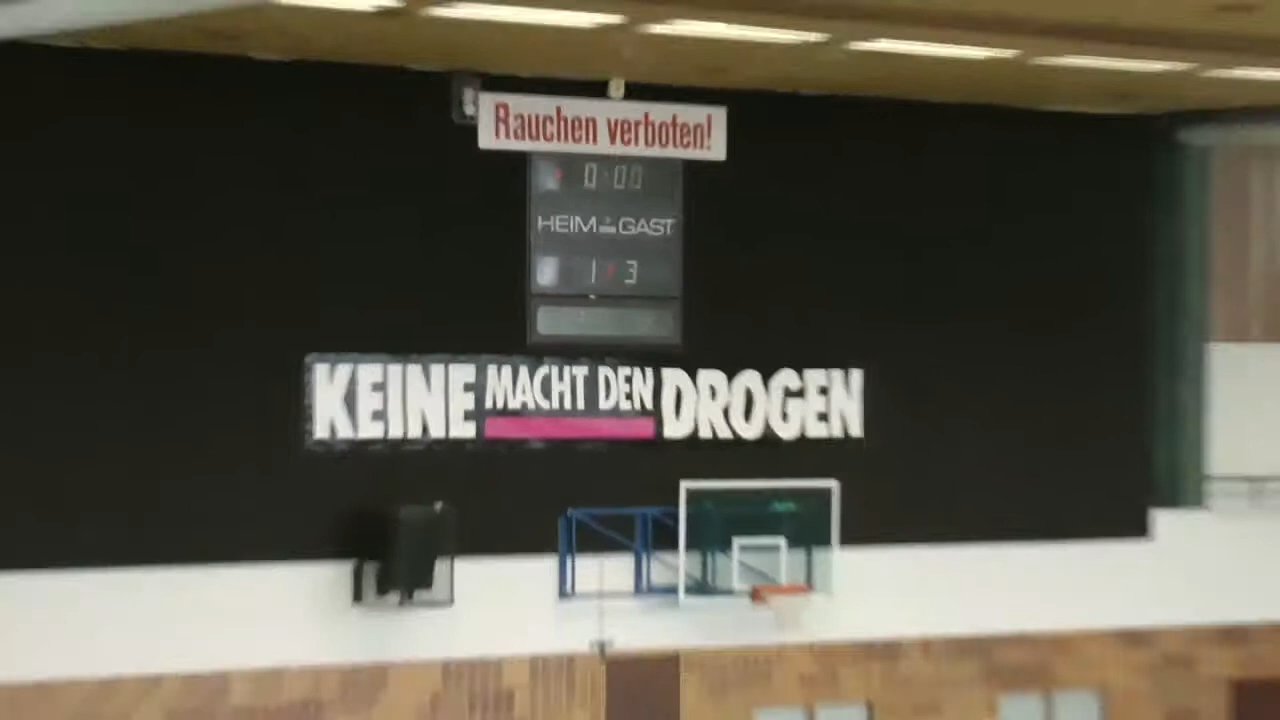 Rauchen verboten!
0:00
HEIM GAST
1 3
KEINE MACHT DEN DROGEN